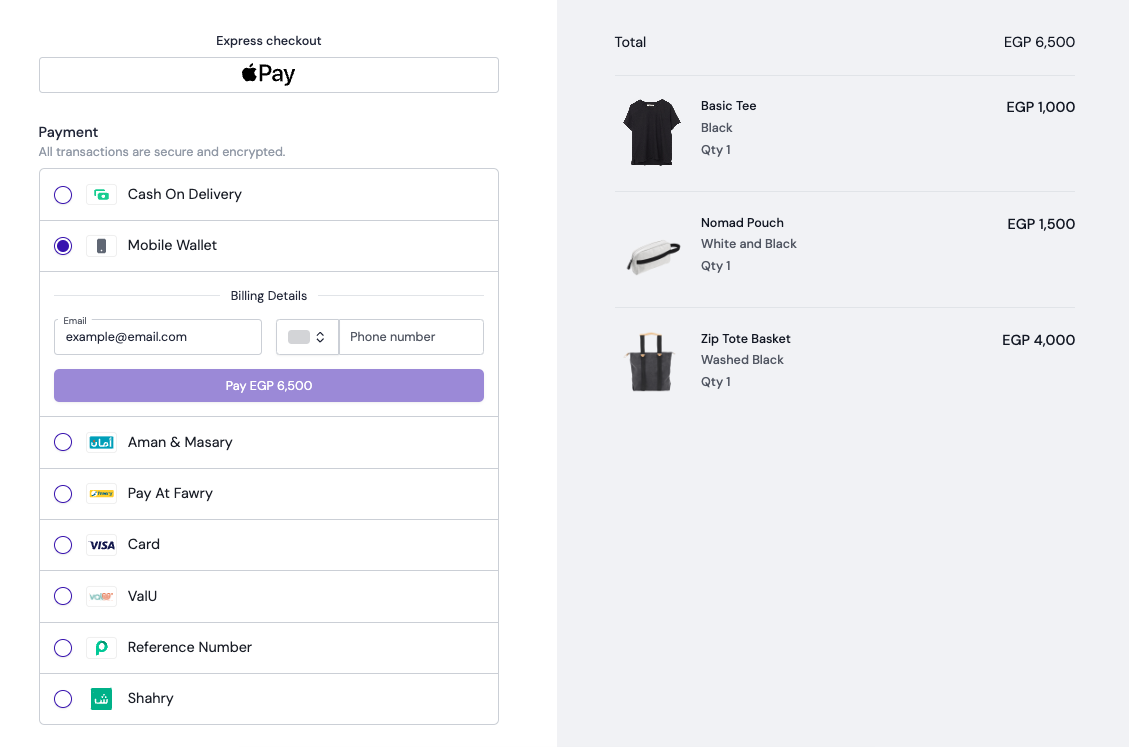 Express checkout
Pay
Payment
All transactions are secure and encrypted.
Cash On Delivery
Mobile Wallet
Billing Details
Email
example@email.com
Phone number
Pay EGP 6,500
أمان
Aman & Masary
Fawry
Pay At Fawry
VISA
Card
valU
ValU
Reference Number
ش
Shahry
Total
EGP 6,500
Basic Tee
EGP 1,000
Black
Qty 1
Nomad Pouch
EGP 1,500
White and Black
Qty 1
Zip Tote Basket
EGP 4,000
Washed Black
Qty 1